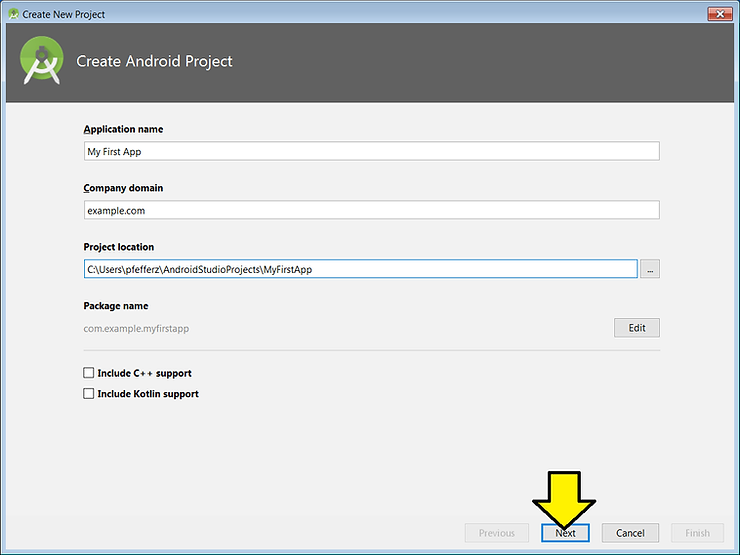 Create New Project
Create Android Project
Application name
My First App
Company domain
example.com
Project location
C:\Users\pfefferz\AndroidStudioProjects\MyFirstApp
...
Package name
com.example.myfirstapp
Edit
Include C++ support
Include Kotlin support
Previous Next Cancel Finish